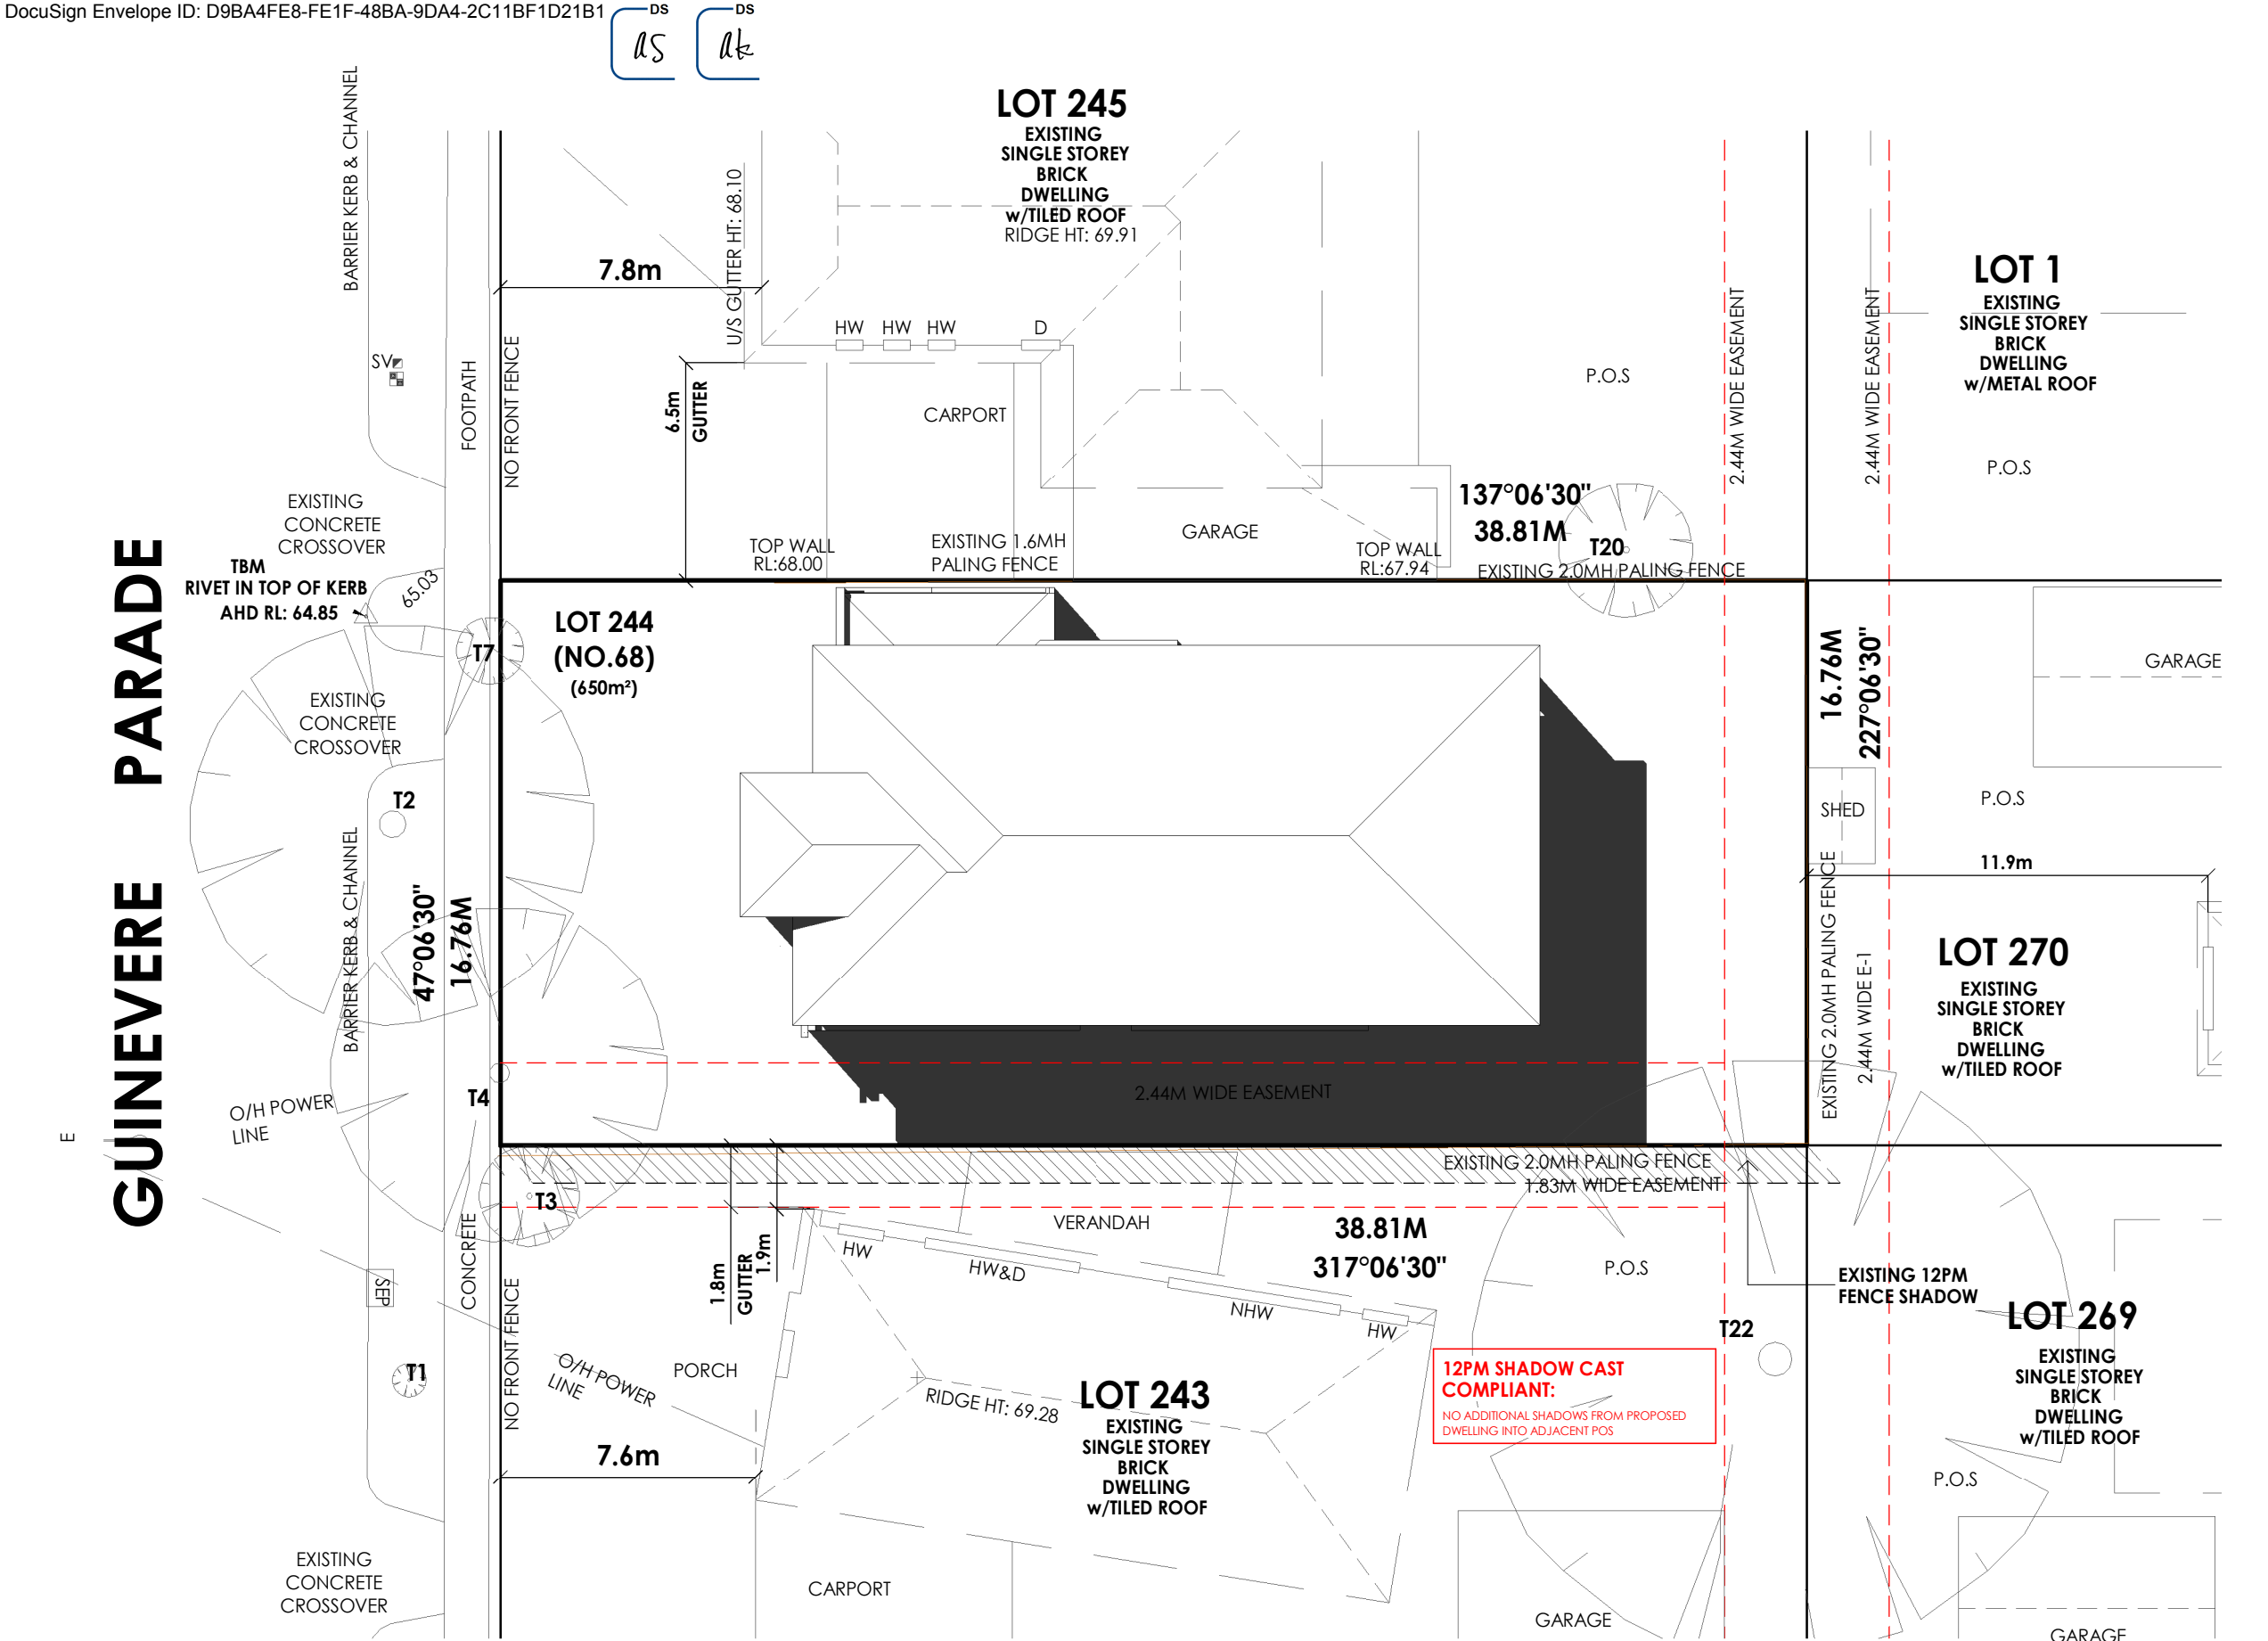 DocuSign Envelope ID: D9BA4FE8-FE1F-48BA-9DA4-2C11BF1D21B1
DS
as
DS
ak
BARRIER KERB & CHANNEL
LOT 245
EXISTING
SINGLE STOREY
BRICK
DWELLING
w/TILED ROOF
RIDGE HT: 69.91
U/S GUTTER HT: 68.10
7.8m
HW
HW
HW
D
LOT 1
EXISTING
SINGLE STOREY
BRICK
DWELLING
w/METAL ROOF
P.O.S
2.44M WIDE EASEMENT
2.44M WIDE EASEMENT
P.O.S
SV
FOOTPATH
NO FRONT FENCE
6.5m
GUTTER
CARPORT
EXISTING
CONCRETE
CROSSOVER
137°06'30"
38.81M
T20
GARAGE
TOP WALL
RL:68.00
EXISTING 1.6MH
PALING FENCE
TOP WALL
RL:67.94
EXISTING 2.0MH PALING FENCE
TBM
RIVET IN TOP OF KERB
AHD RL: 64.85
65.03
GUINEVERE PARADE
T7
LOT 244
(NO.68)
(650m²)
16.76M
227°06'30"
GARAGE
EXISTING
CONCRETE
CROSSOVER
T2
SHED
P.O.S
11.9m
BARRIER KERB & CHANNEL
47°06'30"
16.76M
EXISTING 2.0MH PALING FENCE
2.44M WIDE E-1
LOT 270
EXISTING
SINGLE STOREY
BRICK
DWELLING
w/TILED ROOF
T4
2.44M WIDE EASEMENT
O/H POWER
LINE
E
EXISTING 2.0MH PALING FENCE
1.83M WIDE EASEMENT
T3
CONCRETE
VERANDAH
38.81M
317°06'30"
HW
HW&D
NHW
HW
1.8m
GUTTER
1.9m
P.O.S
EXISTING 12PM
FENCE SHADOW
SEP
NO FRONT FENCE
T1
O/H POWER
LINE
PORCH
RIDGE HT: 69.28
LOT 243
EXISTING
SINGLE STOREY
BRICK
DWELLING
w/TILED ROOF
T22
12PM SHADOW CAST
COMPLIANT:
NO ADDITIONAL SHADOWS FROM PROPOSED
DWELLING INTO ADJACENT POS
LOT 269
EXISTING
SINGLE STOREY
BRICK
DWELLING
w/TILED ROOF
P.O.S
7.6m
EXISTING
CONCRETE
CROSSOVER
CARPORT
GARAGE
GARAGE